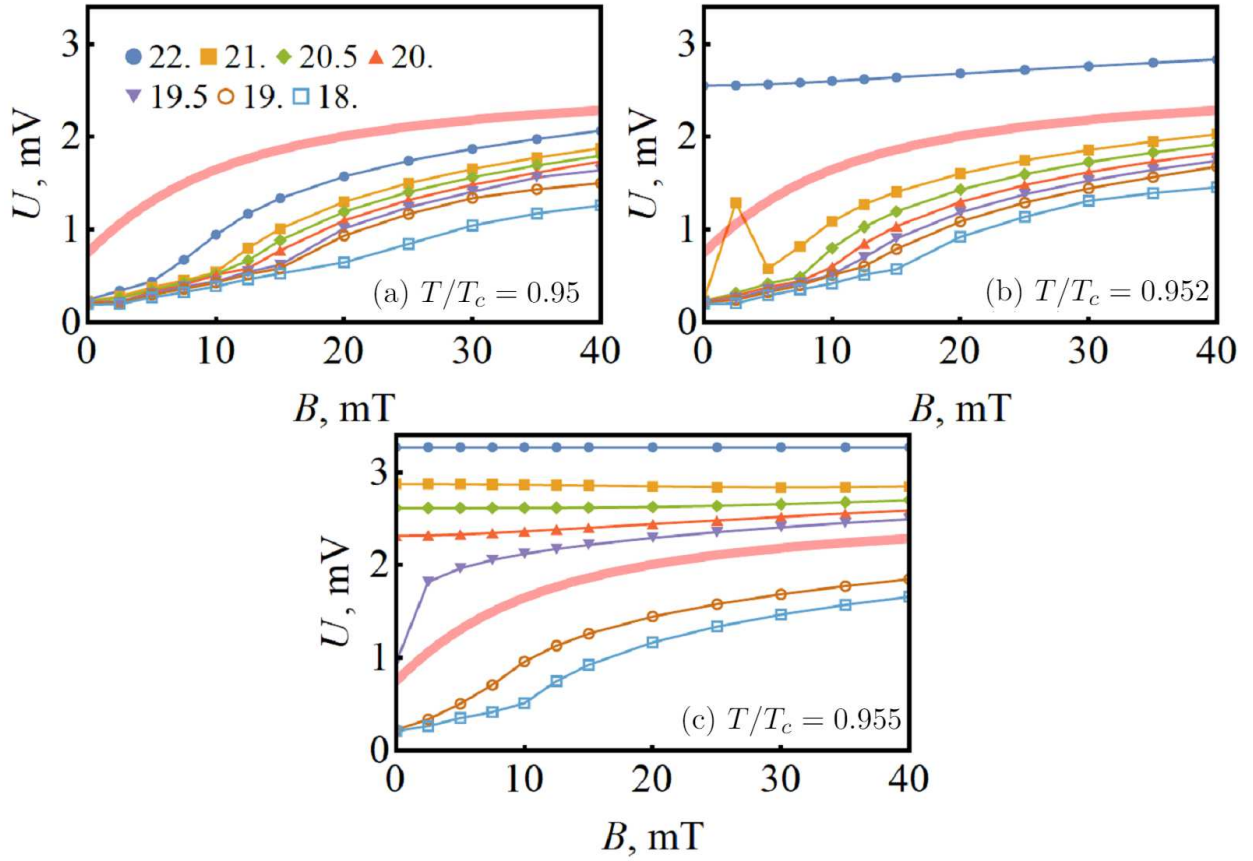 3
2
1
0
U, mV
22. 21. 20.5 20.
19.5 19. 18.
(a) T/T_c = 0.95
0 10 20 30 40
B, mT
3
2
1
0
U, mV
(b) T/T_c = 0.952
0 10 20 30 40
B, mT
3
2
1
0
U, mV
(c) T/T_c = 0.955
0 10 20 30 40
B, mT